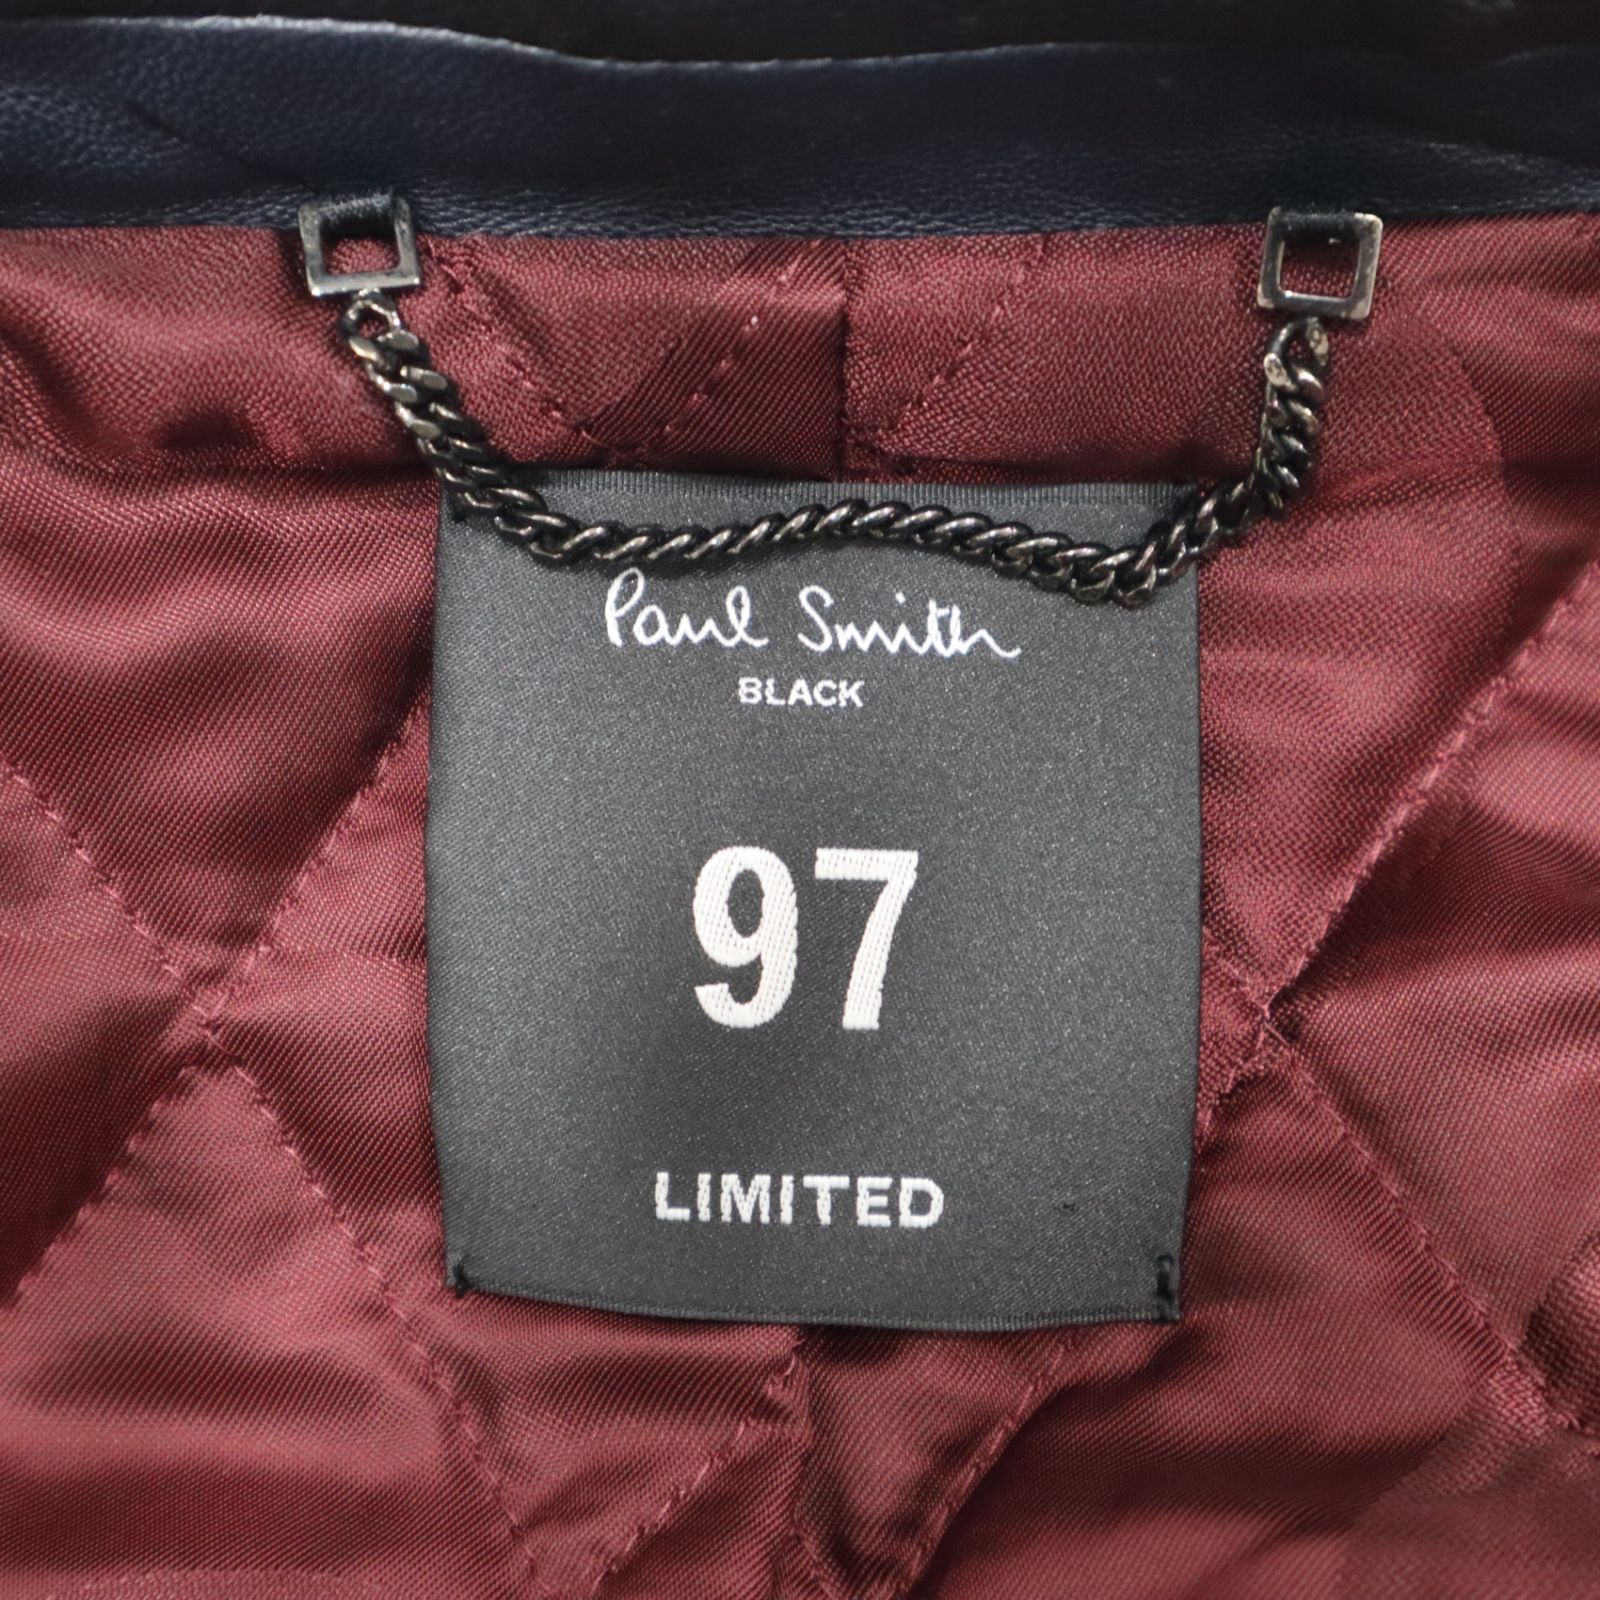 Paul Smith
BLACK
97
LIMITED